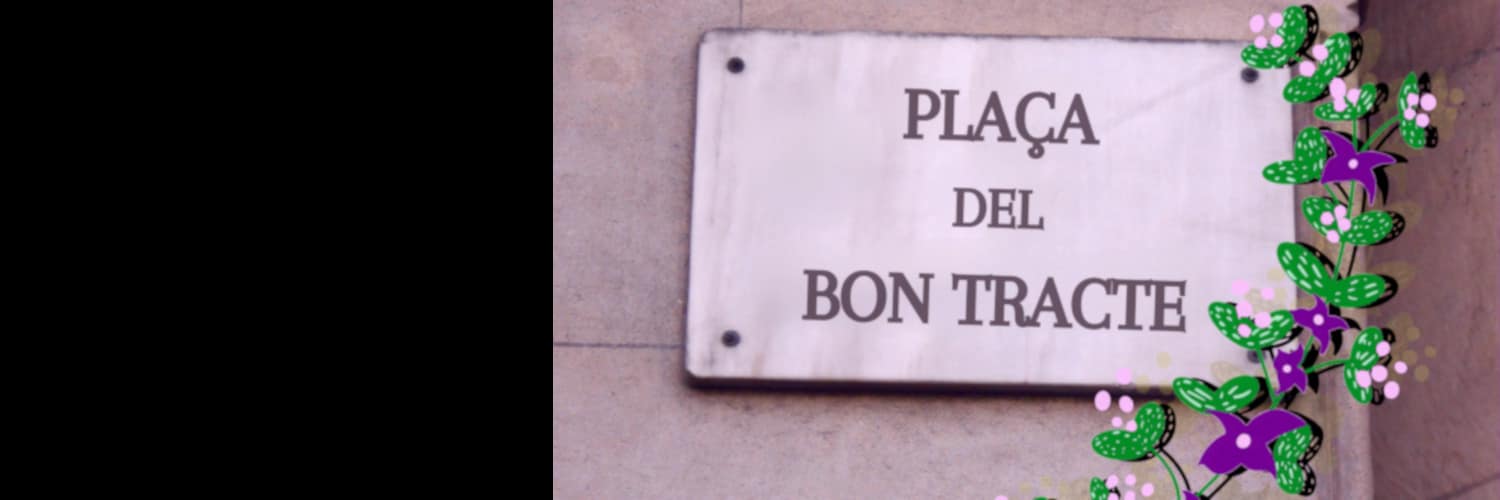 PLAÇA
DEL
BON TRACTE